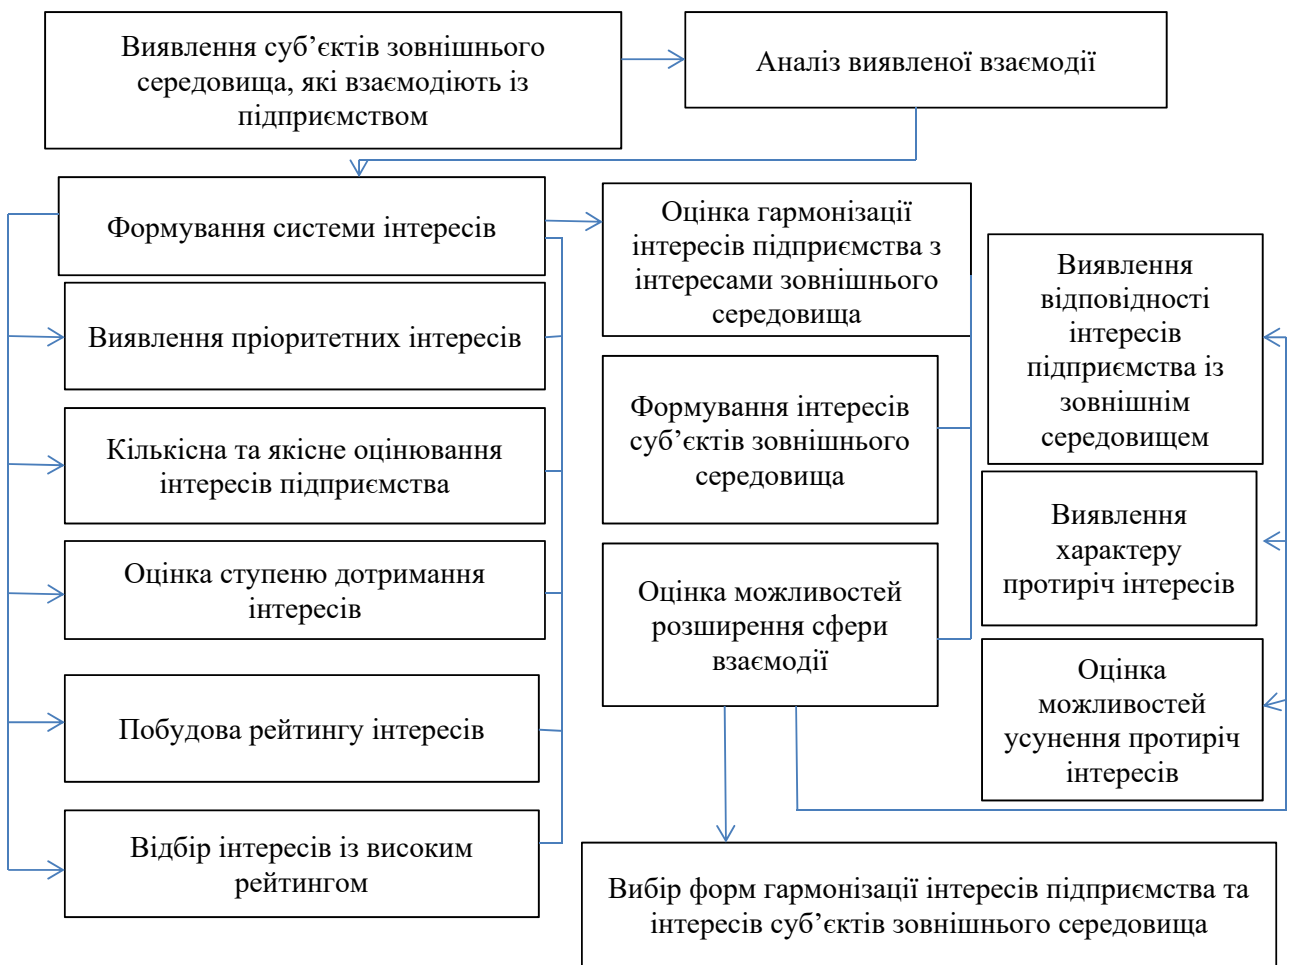 Виявлення суб’єктів зовнішнього
середовища, які взаємодіють із
підприємством
Аналіз виявленої взаємодії
Формування системи інтересів
Виявлення пріоритетних інтересів
Кількісна та якісне оцінювання
інтересів підприємства
Оцінка ступеню дотримання
інтересів
Побудова рейтингу інтересів
Відбір інтересів із високим
рейтингом
Оцінка гармонізації
інтересів підприємства з
інтересами зовнішнього
середовища
Формування інтересів
суб’єктів зовнішнього
середовища
Оцінка можливостей
розширення сфери
взаємодії
Виявлення
відповідності
інтересів
підприємства із
зовнішнім
середовищем
Виявлення
характеру
протиріч інтересів
Оцінка
можливостей
усунення протиріч
інтересів
Вибір форм гармонізації інтересів підприємства та
інтересів суб’єктів зовнішнього середовища